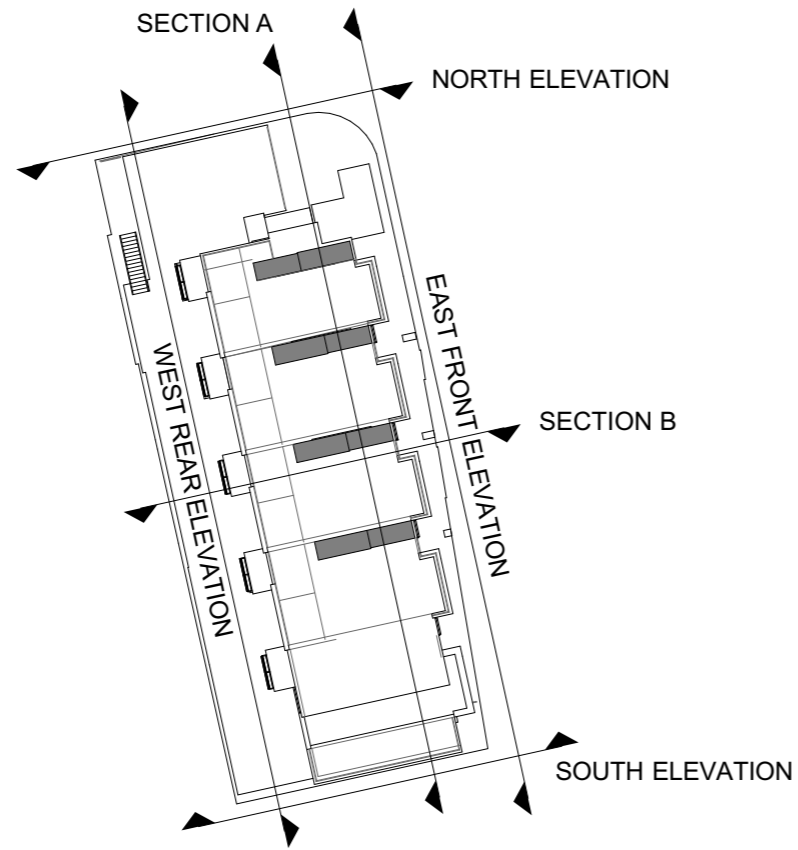 SECTION A
NORTH ELEVATION
EAST FRONT ELEVATION
WEST REAR ELEVATION
SECTION B
SOUTH ELEVATION